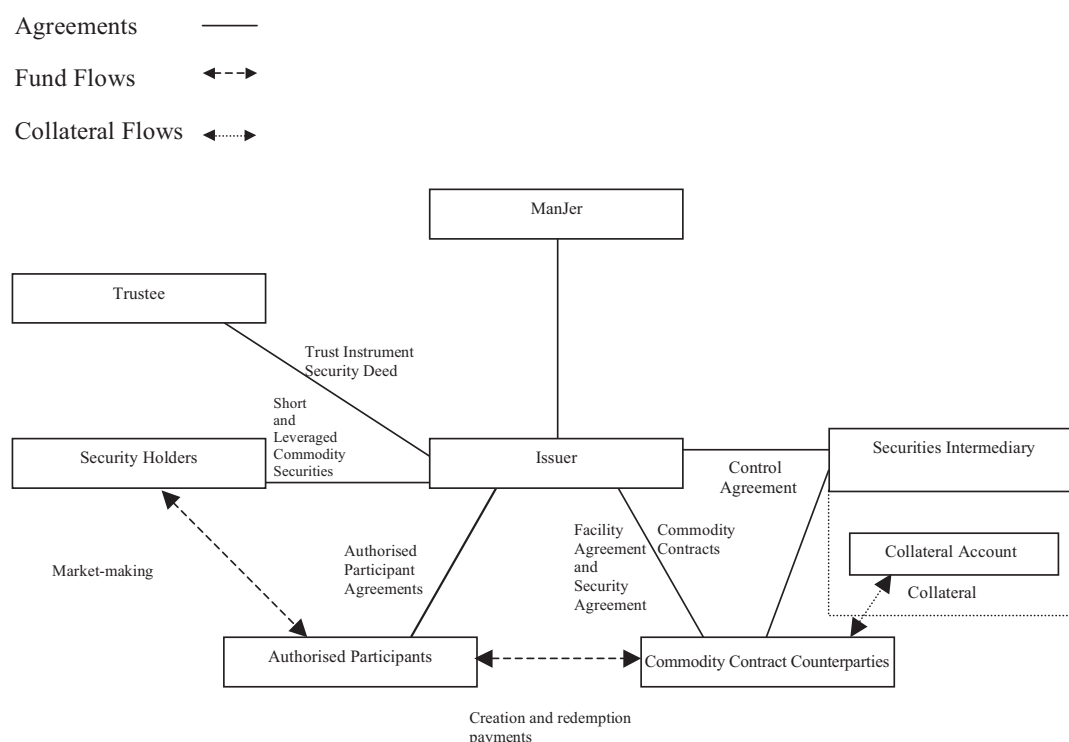 Agreements
Fund Flows
Collateral Flows
ManJer
Trustee
Trust Instrument
Security Deed
Short
and
Leveraged
Commodity
Securities
Security Holders
Issuer
Securities Intermediary
Control
Agreement
Collateral Account
Collateral
Facility
Agreement
and
Security
Agreement
Commodity
Contracts
Authorised
Participant
Agreements
Market-making
Authorised Participants
Commodity Contract Counterparties
Creation and redemption
payments